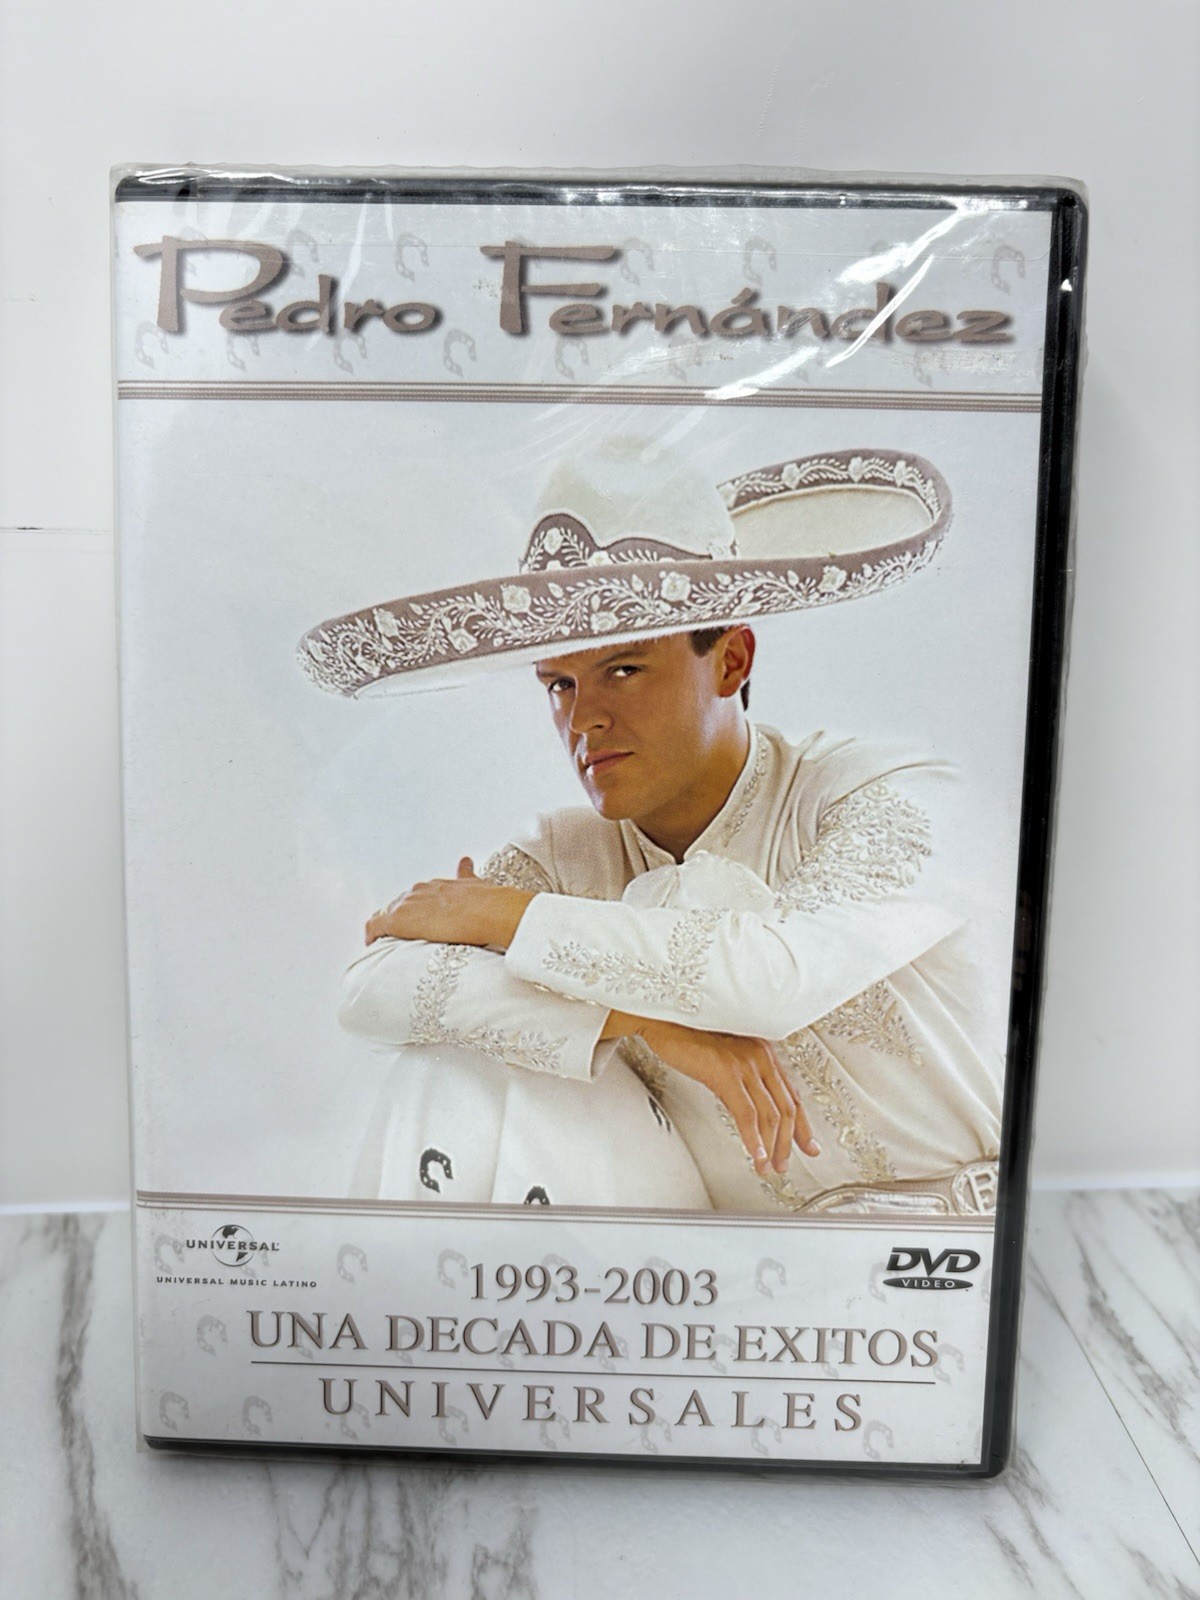 Pedro Fernández
UNIVERSAL
UNIVERSAL MUSIC LATINO
DVD
VIDEO
1993-2003
UNA DECADA DE EXITOS
UNIVERSALES